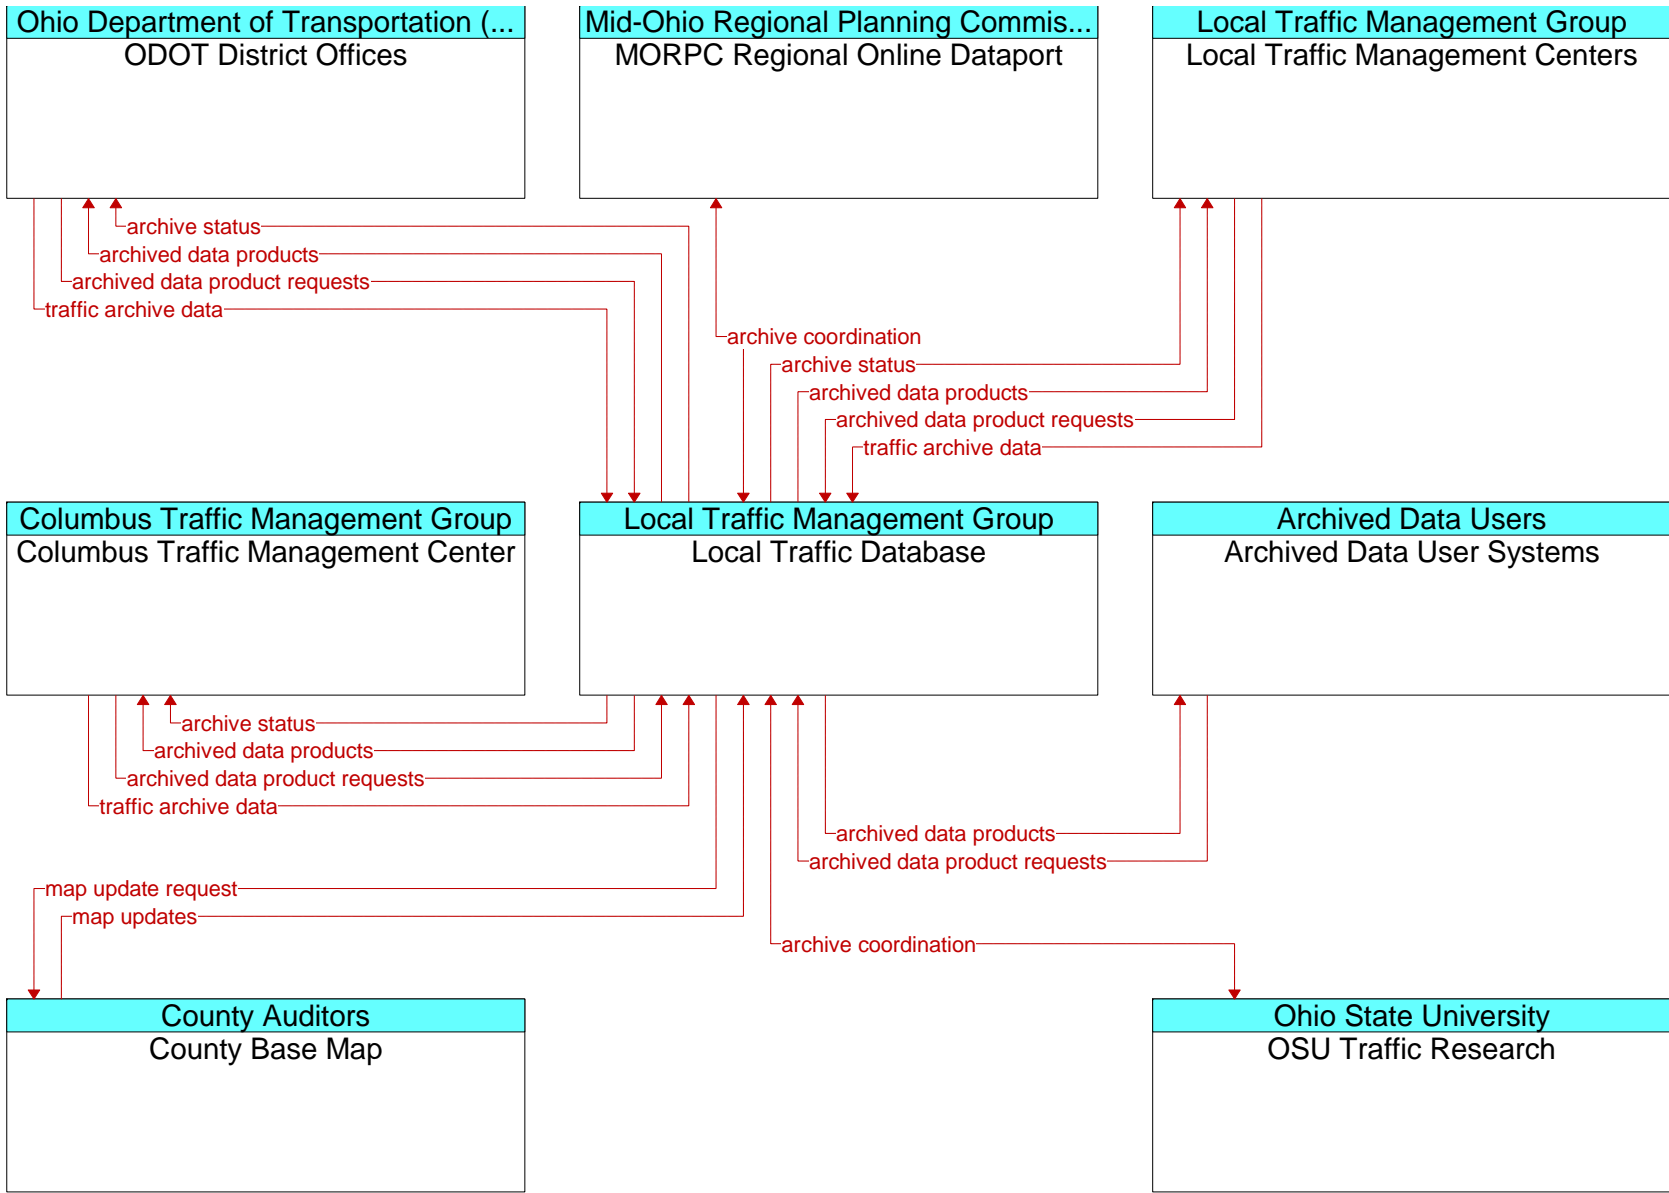 Ohio Department of Transportation (...
ODOT District Offices
Mid-Ohio Regional Planning Commis...
MORPC Regional Online Dataport
Local Traffic Management Group
Local Traffic Management Centers
archive status
archived data products
archived data product requests
traffic archive data
archive coordination
archive status
archived data products
archived data product requests
traffic archive data
Columbus Traffic Management Group
Columbus Traffic Management Center
Local Traffic Management Group
Local Traffic Database
Archived Data Users
Archived Data User Systems
archive status
archived data products
archived data product requests
traffic archive data
archived data products
archived data product requests
map update request
map updates
archive coordination
County Auditors
County Base Map
Ohio State University
OSU Traffic Research